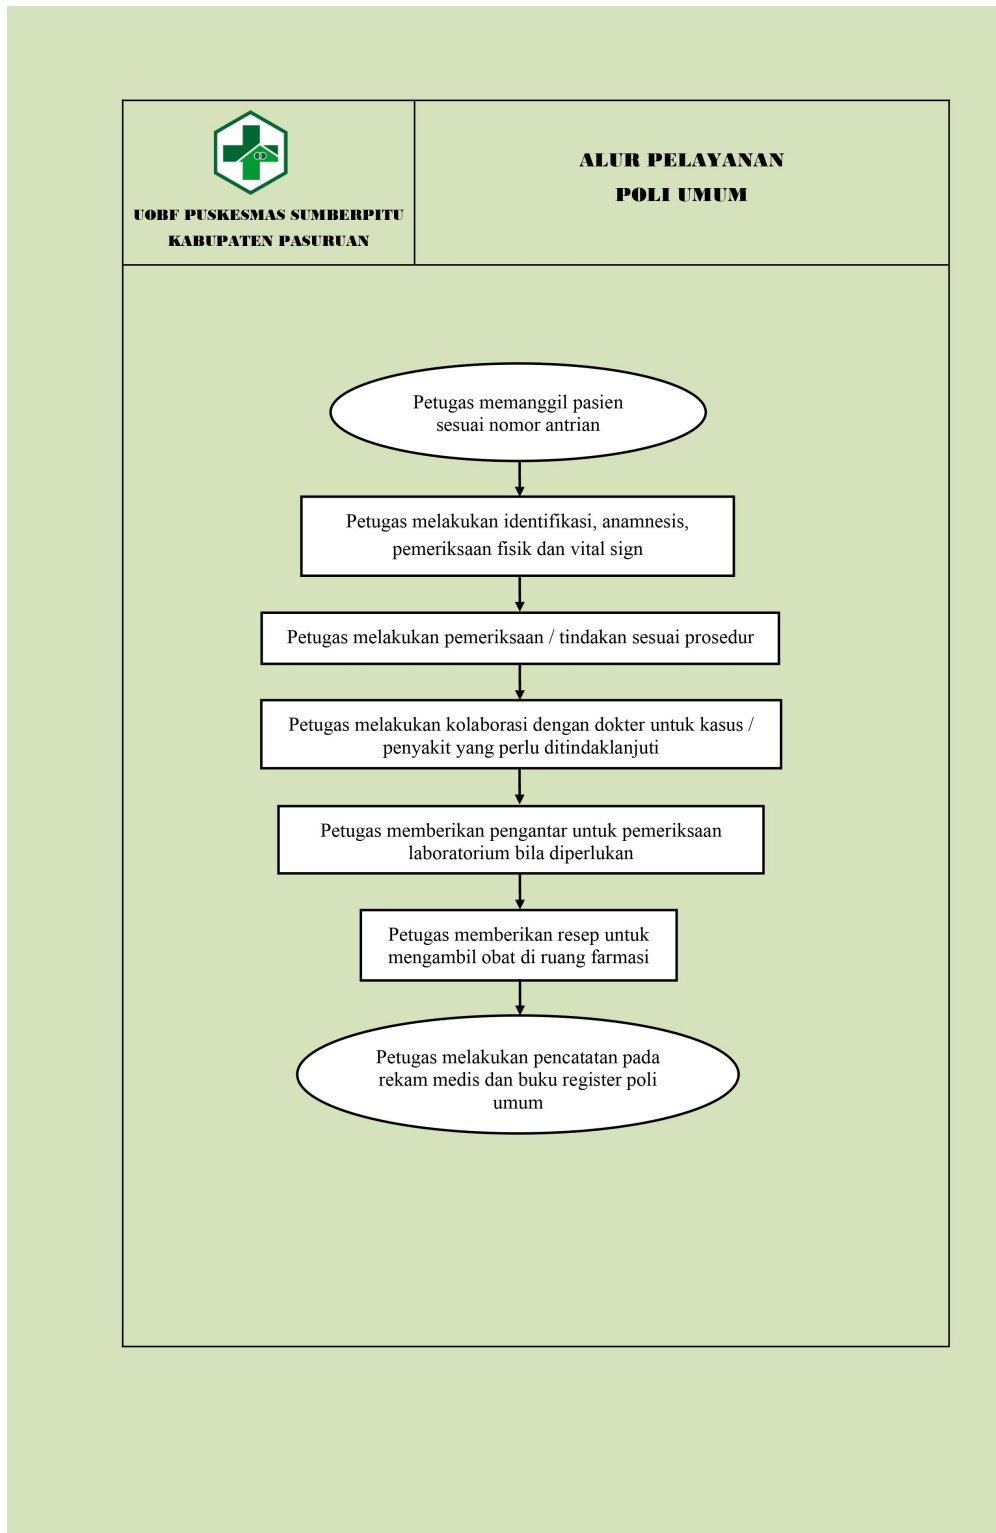 UOBF PUSKESMAS SUMBERPITU
KABUPATEN PASURUAN
ALUR PELAYANAN
POLI UMUM
Petugas memanggil pasien
sesuai nomor antrian
Petugas melakukan identifikasi, anamnesis,
pemeriksaan fisik dan vital sign
Petugas melakukan pemeriksaan / tindakan sesuai prosedur
Petugas melakukan kolaborasi dengan dokter untuk kasus /
penyakit yang perlu ditindaklanjuti
Petugas memberikan pengantar untuk pemeriksaan
laboratorium bila diperlukan
Petugas memberikan resep untuk
mengambil obat di ruang farmasi
Petugas melakukan pencatatan pada
rekam medis dan buku register poli
umum